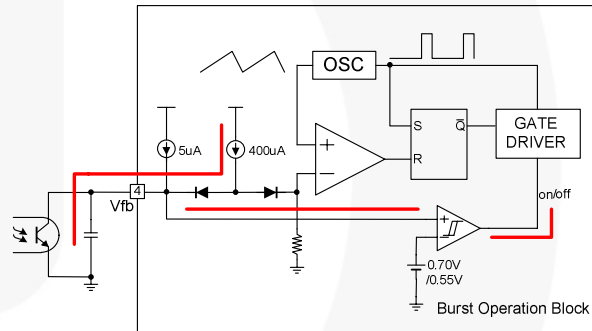 OSC
5uA
400uA
+
−
S
Q̅
R
GATE
DRIVER
4
Vfb
on/off
+
−
0.70V
/0.55V
Burst Operation Block